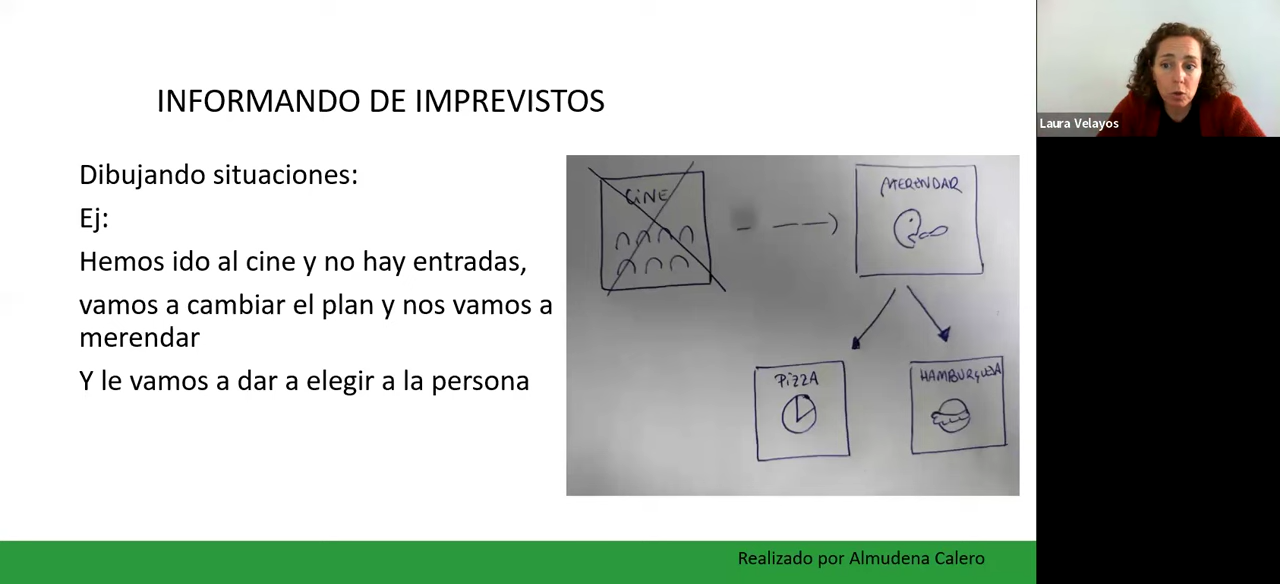 INFORMANDO DE IMPREVISTOS
Dibujando situaciones:
Ej:
Hemos ido al cine y no hay entradas,
vamos a cambiar el plan y nos vamos a
merendar
Y le vamos a dar a elegir a la persona
CiNE
MERENDAR
PiZZA
HAMBURGUESA
Realizado por Almudena Calero
Laura Velayos